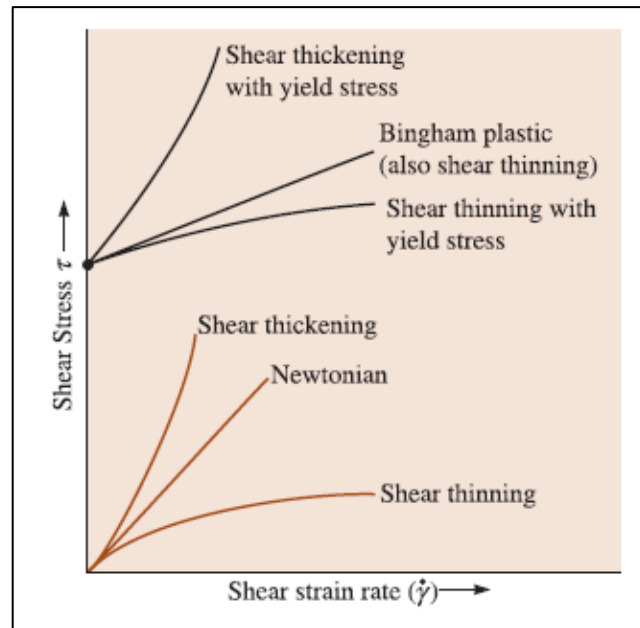 Shear thickening
with yield stress
Bingham plastic
(also shear thinning)
Shear thinning with
yield stress
Shear Stress τ
Shear thickening
Newtonian
Shear thinning
Shear strain rate (γ̇)